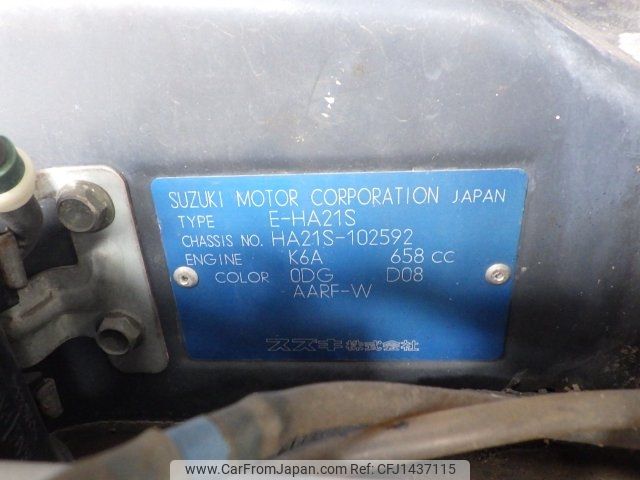 SUZUKI MOTOR CORPORATION JAPAN
TYPE E-HA21S
CHASSIS NO. HA21S-102592
ENGINE K6A 658 CC
COLOR 0DG D08
AARF-W
スズキ株式会社
www.CarFromJapan.com Ref No: CFJ1437115